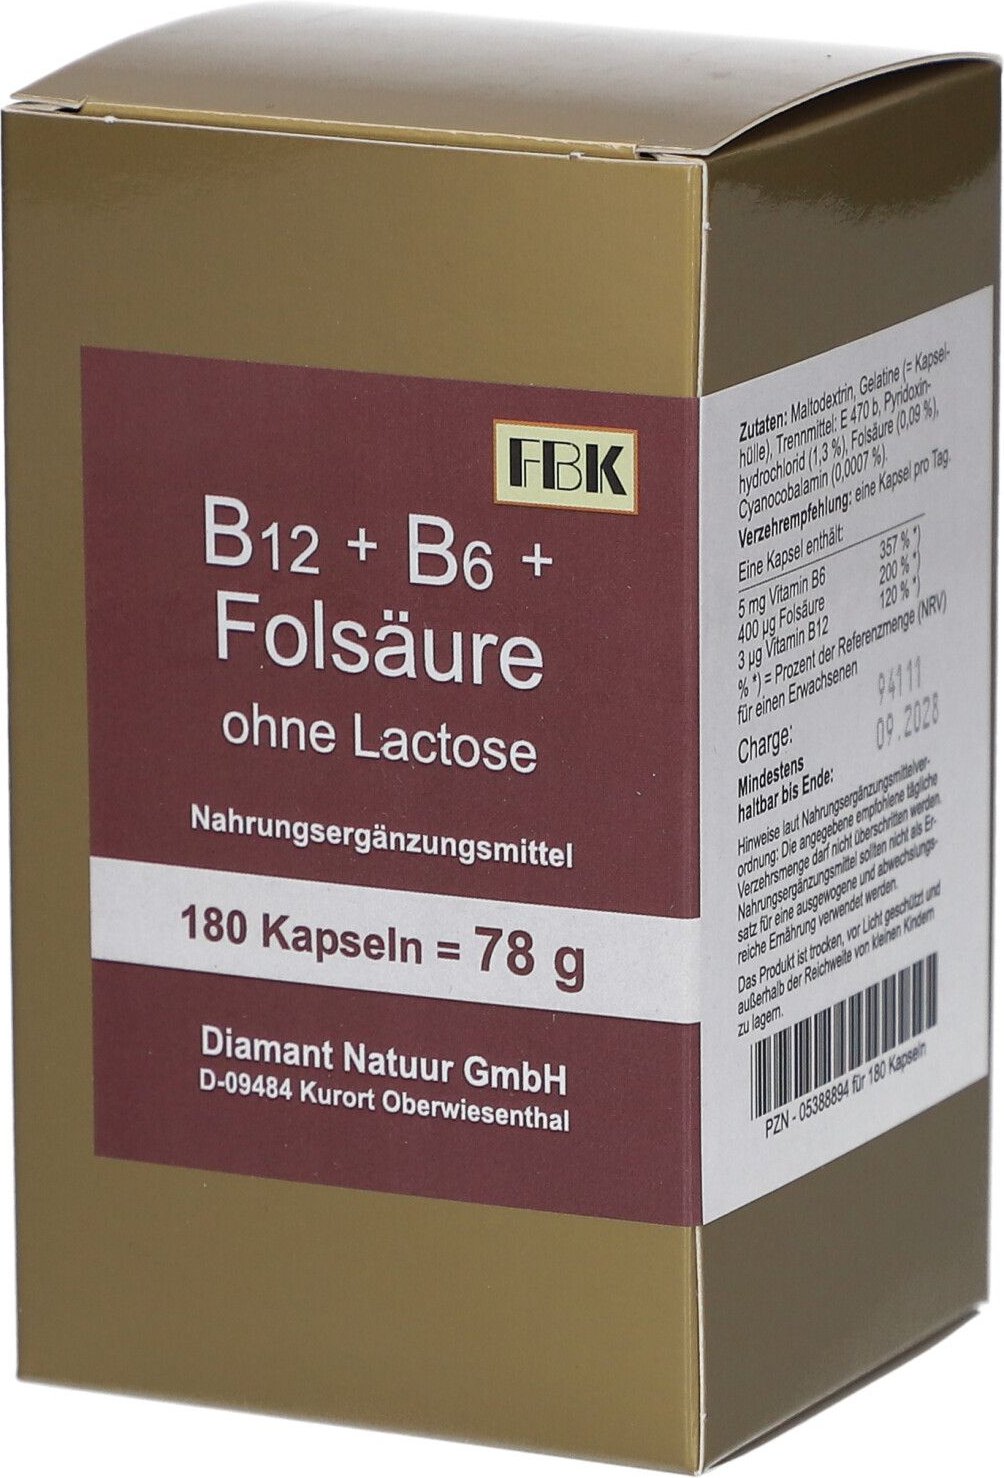 FBK
B12 + B6 +
Folsäure
ohne Lactose
Nahrungsergänzungsmittel
180 Kapseln = 78 g
Diamant Natuur GmbH
D-09484 Kurort Oberwiesenthal
Zutaten: Maltodextrin, Gelatine (= Kapsel-
hülle), Trennmittel: E 470 b, Pyridoxin-
hydrochlorid (1,3 %), Folsäure (0,09 %),
Cyanocobalamin (0,0007 %).
Verzehrempfehlung: eine Kapsel pro Tag.
Eine Kapsel enthält:
5 mg Vitamin B6 357 % *)
400 µg Folsäure 200 % *)
3 µg Vitamin B12 120 % *)
% *) = Prozent der Referenzmenge (NRV)
für einen Erwachsenen
Charge: 94111
Mindestens 09.2028
haltbar bis Ende:
Hinweise laut Nahrungsergänzungsmittelver-
ordnung: Die angegebene empfohlene tägliche
Verzehrsmenge darf nicht überschritten werden.
Nahrungsergänzungsmittel sollten nicht als Er-
satz für eine ausgewogene und abwechslungs-
reiche Ernährung verwendet werden.
Das Produkt ist trocken, vor Licht geschützt und
außerhalb der Reichweite von kleinen Kindern
zu lagern.
PZN - 05388894 für 180 Kapseln